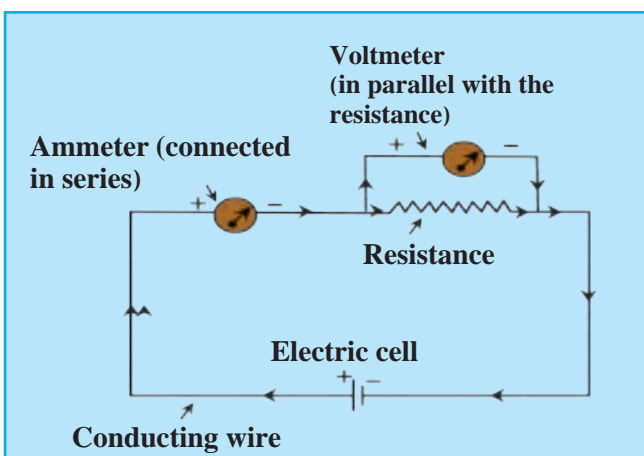 Voltmeter
(in parallel with the
resistance)
+ −
Ammeter (connected
in series)
+ −
Resistance
Electric cell
+ −
Conducting wire